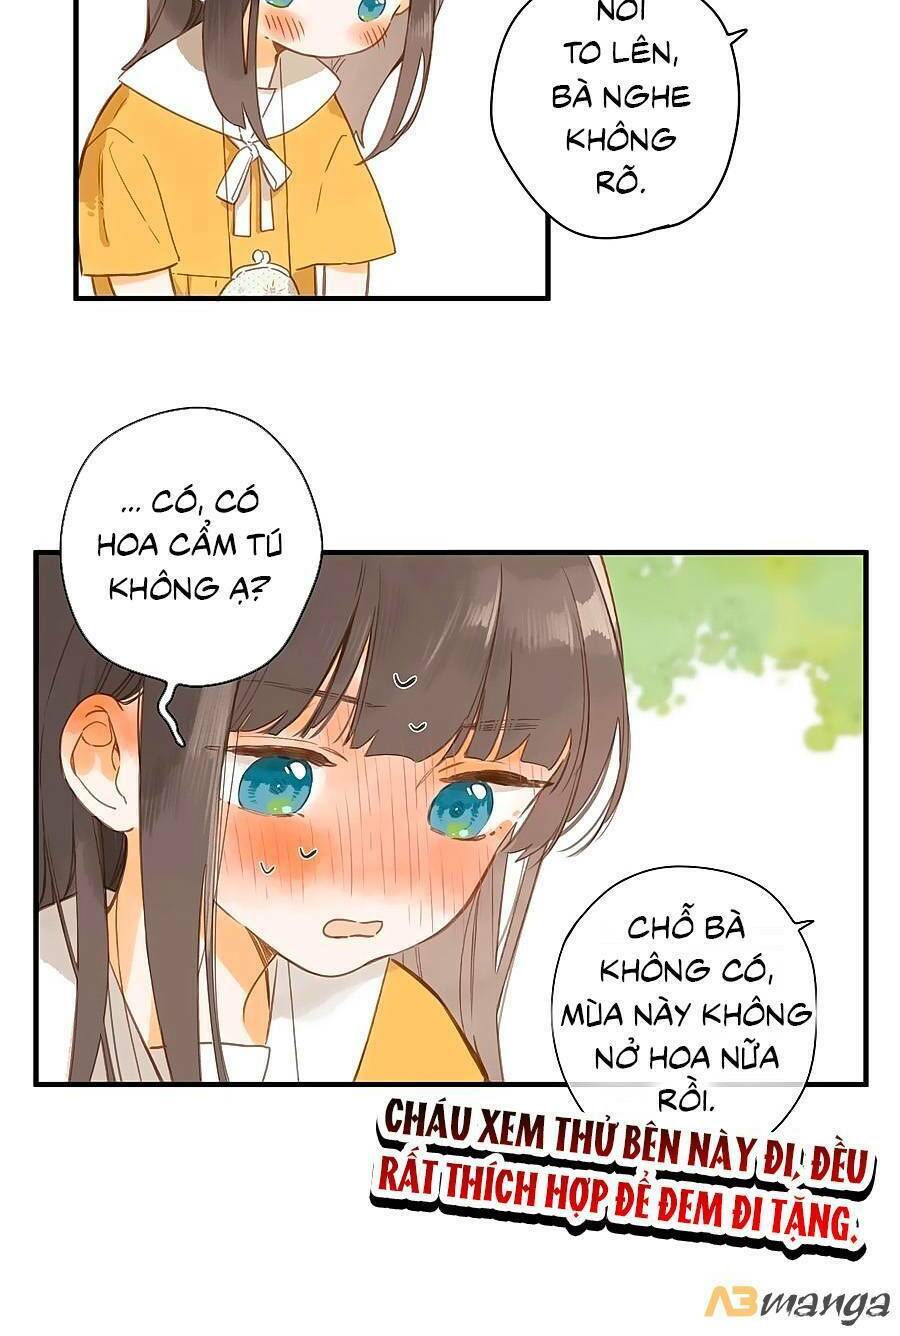 NÓI
TO LÊN,
BÀ NGHE
KHÔNG
RÕ.
... CÓ, CÓ
HOA CẨM TÚ
KHÔNG Ạ?
CHỖ BÀ
KHÔNG CÓ,
MÙA NÀY KHÔNG
NỞ HOA NỮA
RỒI.
CHÁU XEM THỬ BÊN NÀY ĐI, ĐỀU
RẤT THÍCH HỢP ĐỂ ĐEM ĐI TẶNG.
A3manga